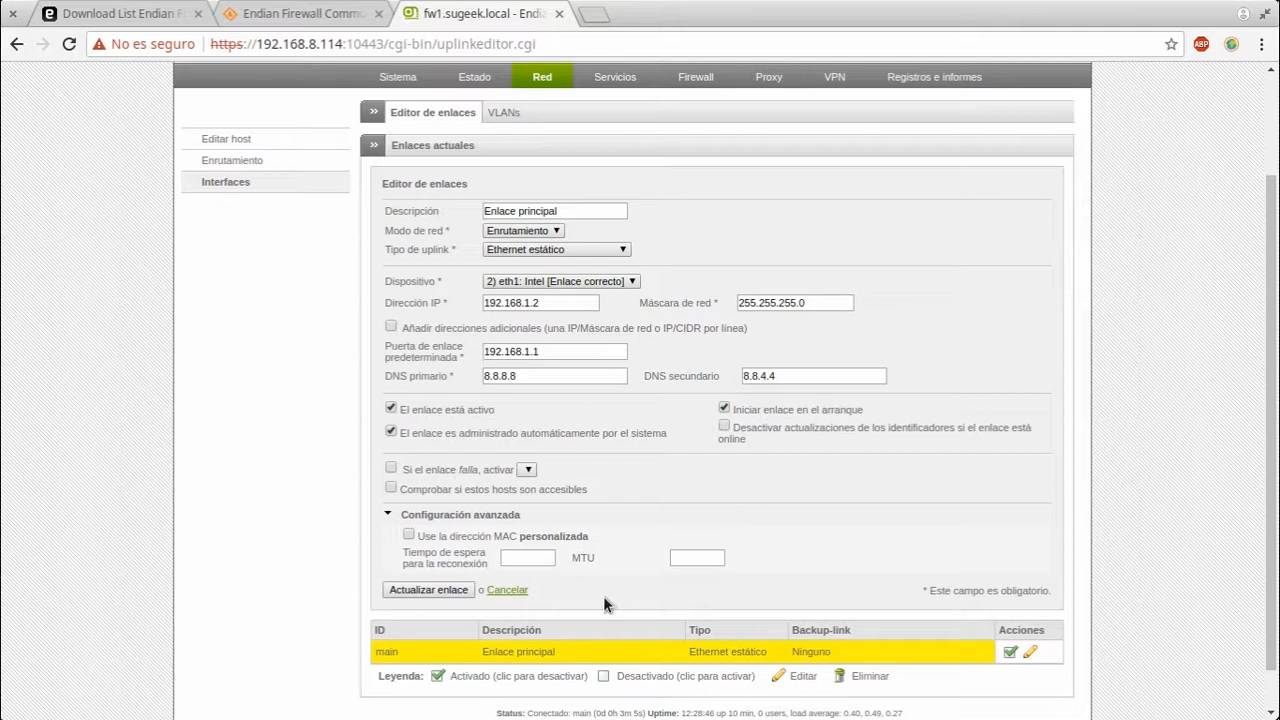 Download List Endian Fi
Endian Firewall Commu
fw1.sugeek.local - Endia
No es seguro https://192.168.8.114:10443/cgi-bin/uplinkeditor.cgi
ABP
Sistema Estado Red Servicios Firewall Proxy VPN Registros e informes
Editor de enlaces VLANs
Editar host
Enrutamiento
Interfaces
Enlaces actuales
Editor de enlaces
Descripción Enlace principal
Modo de red * Enrutamiento
Tipo de uplink * Ethernet estático
Dispositivo * 2) eth1: Intel [Enlace correcto]
Dirección IP * 192.168.1.2 Máscara de red * 255.255.255.0
Añadir direcciones adicionales (una IP/Máscara de red o IP/CIDR por línea)
Puerta de enlace
predeterminada * 192.168.1.1
DNS primario * 8.8.8.8 DNS secundario 8.8.4.4
El enlace está activo Iniciar enlace en el arranque
El enlace es administrado automáticamente por el sistema Desactivar actualizaciones de los identificadores si el enlace está
online
Si el enlace falla, activar
Comprobar si estos hosts son accesibles
Configuración avanzada
Use la dirección MAC personalizada
Tiempo de espera
para la reconexión MTU
Actualizar enlace o Cancelar * Este campo es obligatorio.
ID Descripción Tipo Backup-link Acciones
main Enlace principal Ethernet estático Ninguno
Leyenda: Activado (clic para desactivar) Desactivado (clic para activar) Editar Eliminar
Status: Conectado: main (0d 0h 3m 5s) Uptime: 12:28:46 up 10 min, 0 users, load average: 0.40, 0.49, 0.27